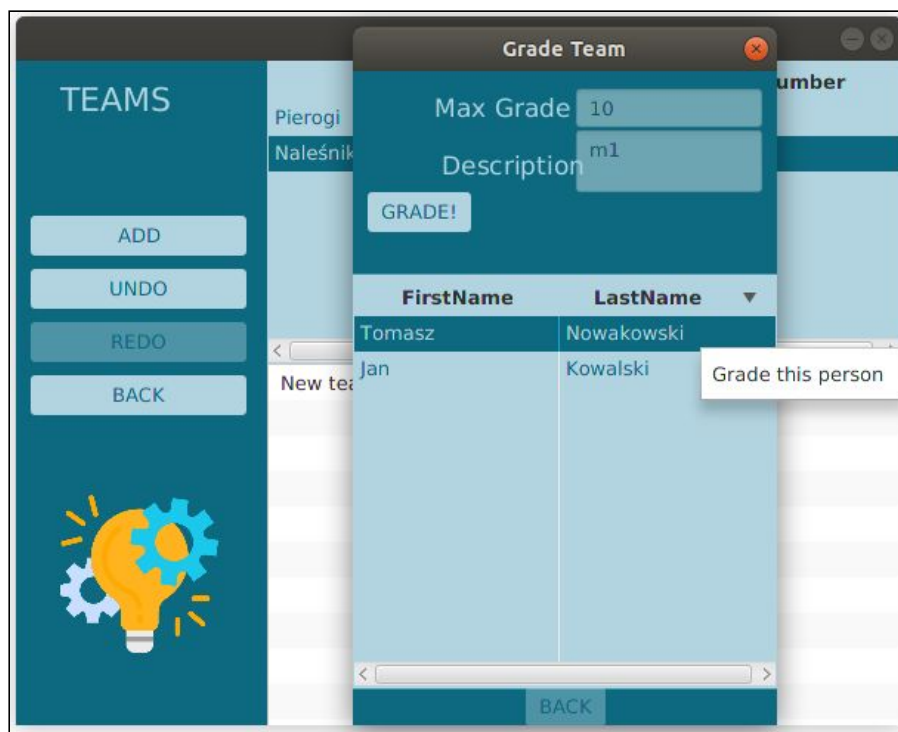 Grade Team
TEAMS
umber
Max Grade 10
Pierogi
Naleśnik
Description m1
GRADE!
ADD
UNDO
REDO
BACK
FirstName LastName
Tomasz Nowakowski
Jan Kowalski
Grade this person
New tea
BACK